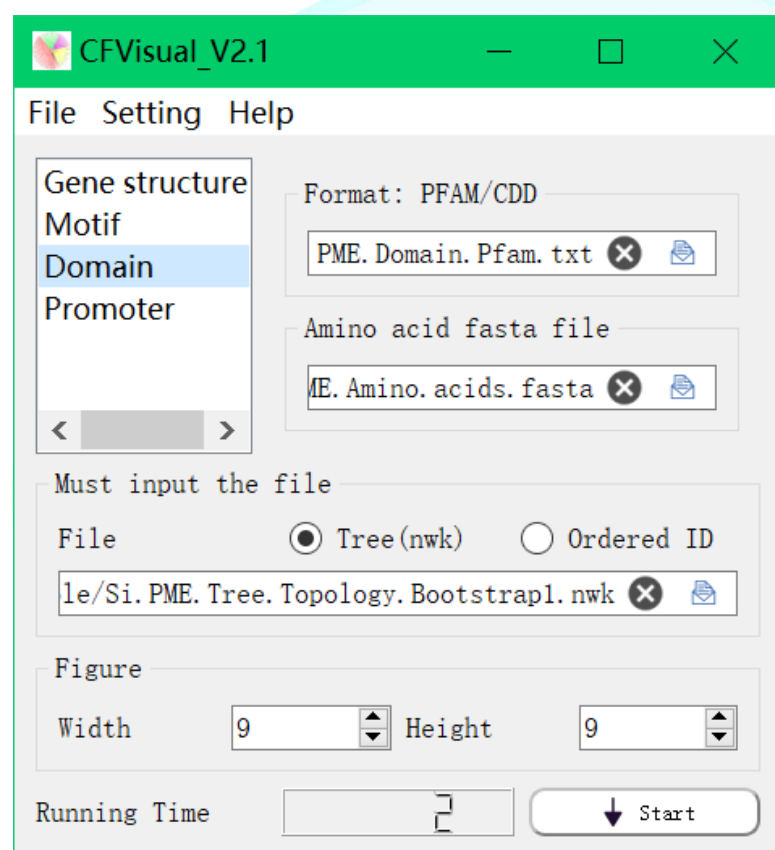 CFVisual_V2.1
File Setting Help
Gene structure
Motif
Domain
Promoter
Format: PFAM/CDD
PME.Domain.Pfam.txt
Amino acid fasta file
ME.Amino.acids.fasta
Must input the file
File Tree(nwk) Ordered ID
le/Si.PME.Tree.Topology.Bootstrap1.nwk
Figure
Width 9 Height 9
Running Time 2 Start